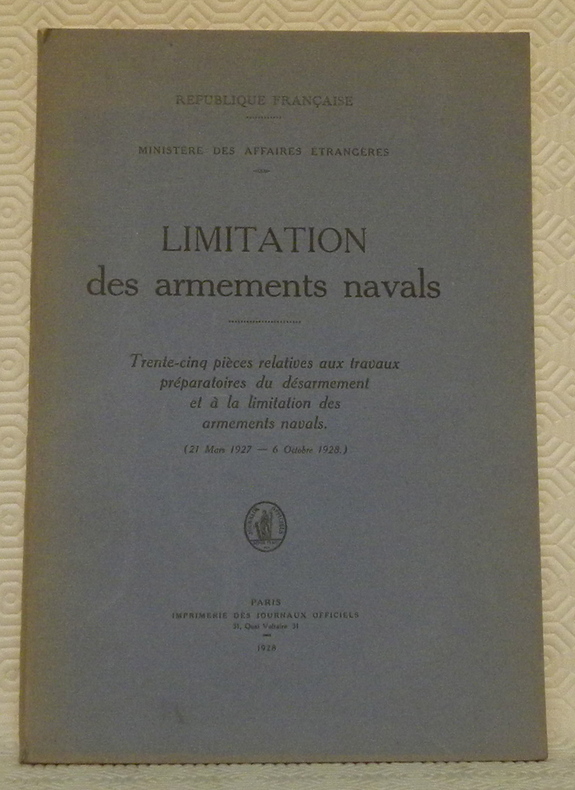 RÉPUBLIQUE FRANÇAISE
MINISTÈRE DES AFFAIRES ÉTRANGÈRES
LIMITATION
des armements navals
Trente-cinq pièces relatives aux travaux
préparatoires du désarmement
et à la limitation des
armements navals.
(21 Mars 1927 — 6 Octobre 1928.)
PARIS
IMPRIMERIE DES JOURNAUX OFFICIELS
31, Quai Voltaire 31
1928